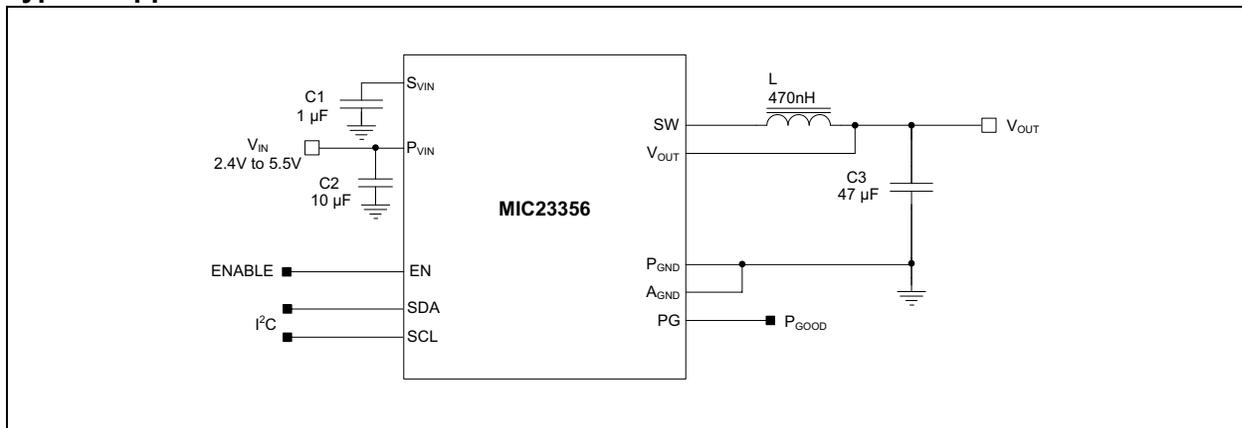 S_VIN
C1
1 µF
V_IN
2.4V to 5.5V
P_VIN
C2
10 µF
MIC23356
ENABLE
EN
SDA
I²C
SCL
L
470nH
SW
V_OUT
V_OUT
C3
47 µF
P_GND
A_GND
PG
P_GOOD